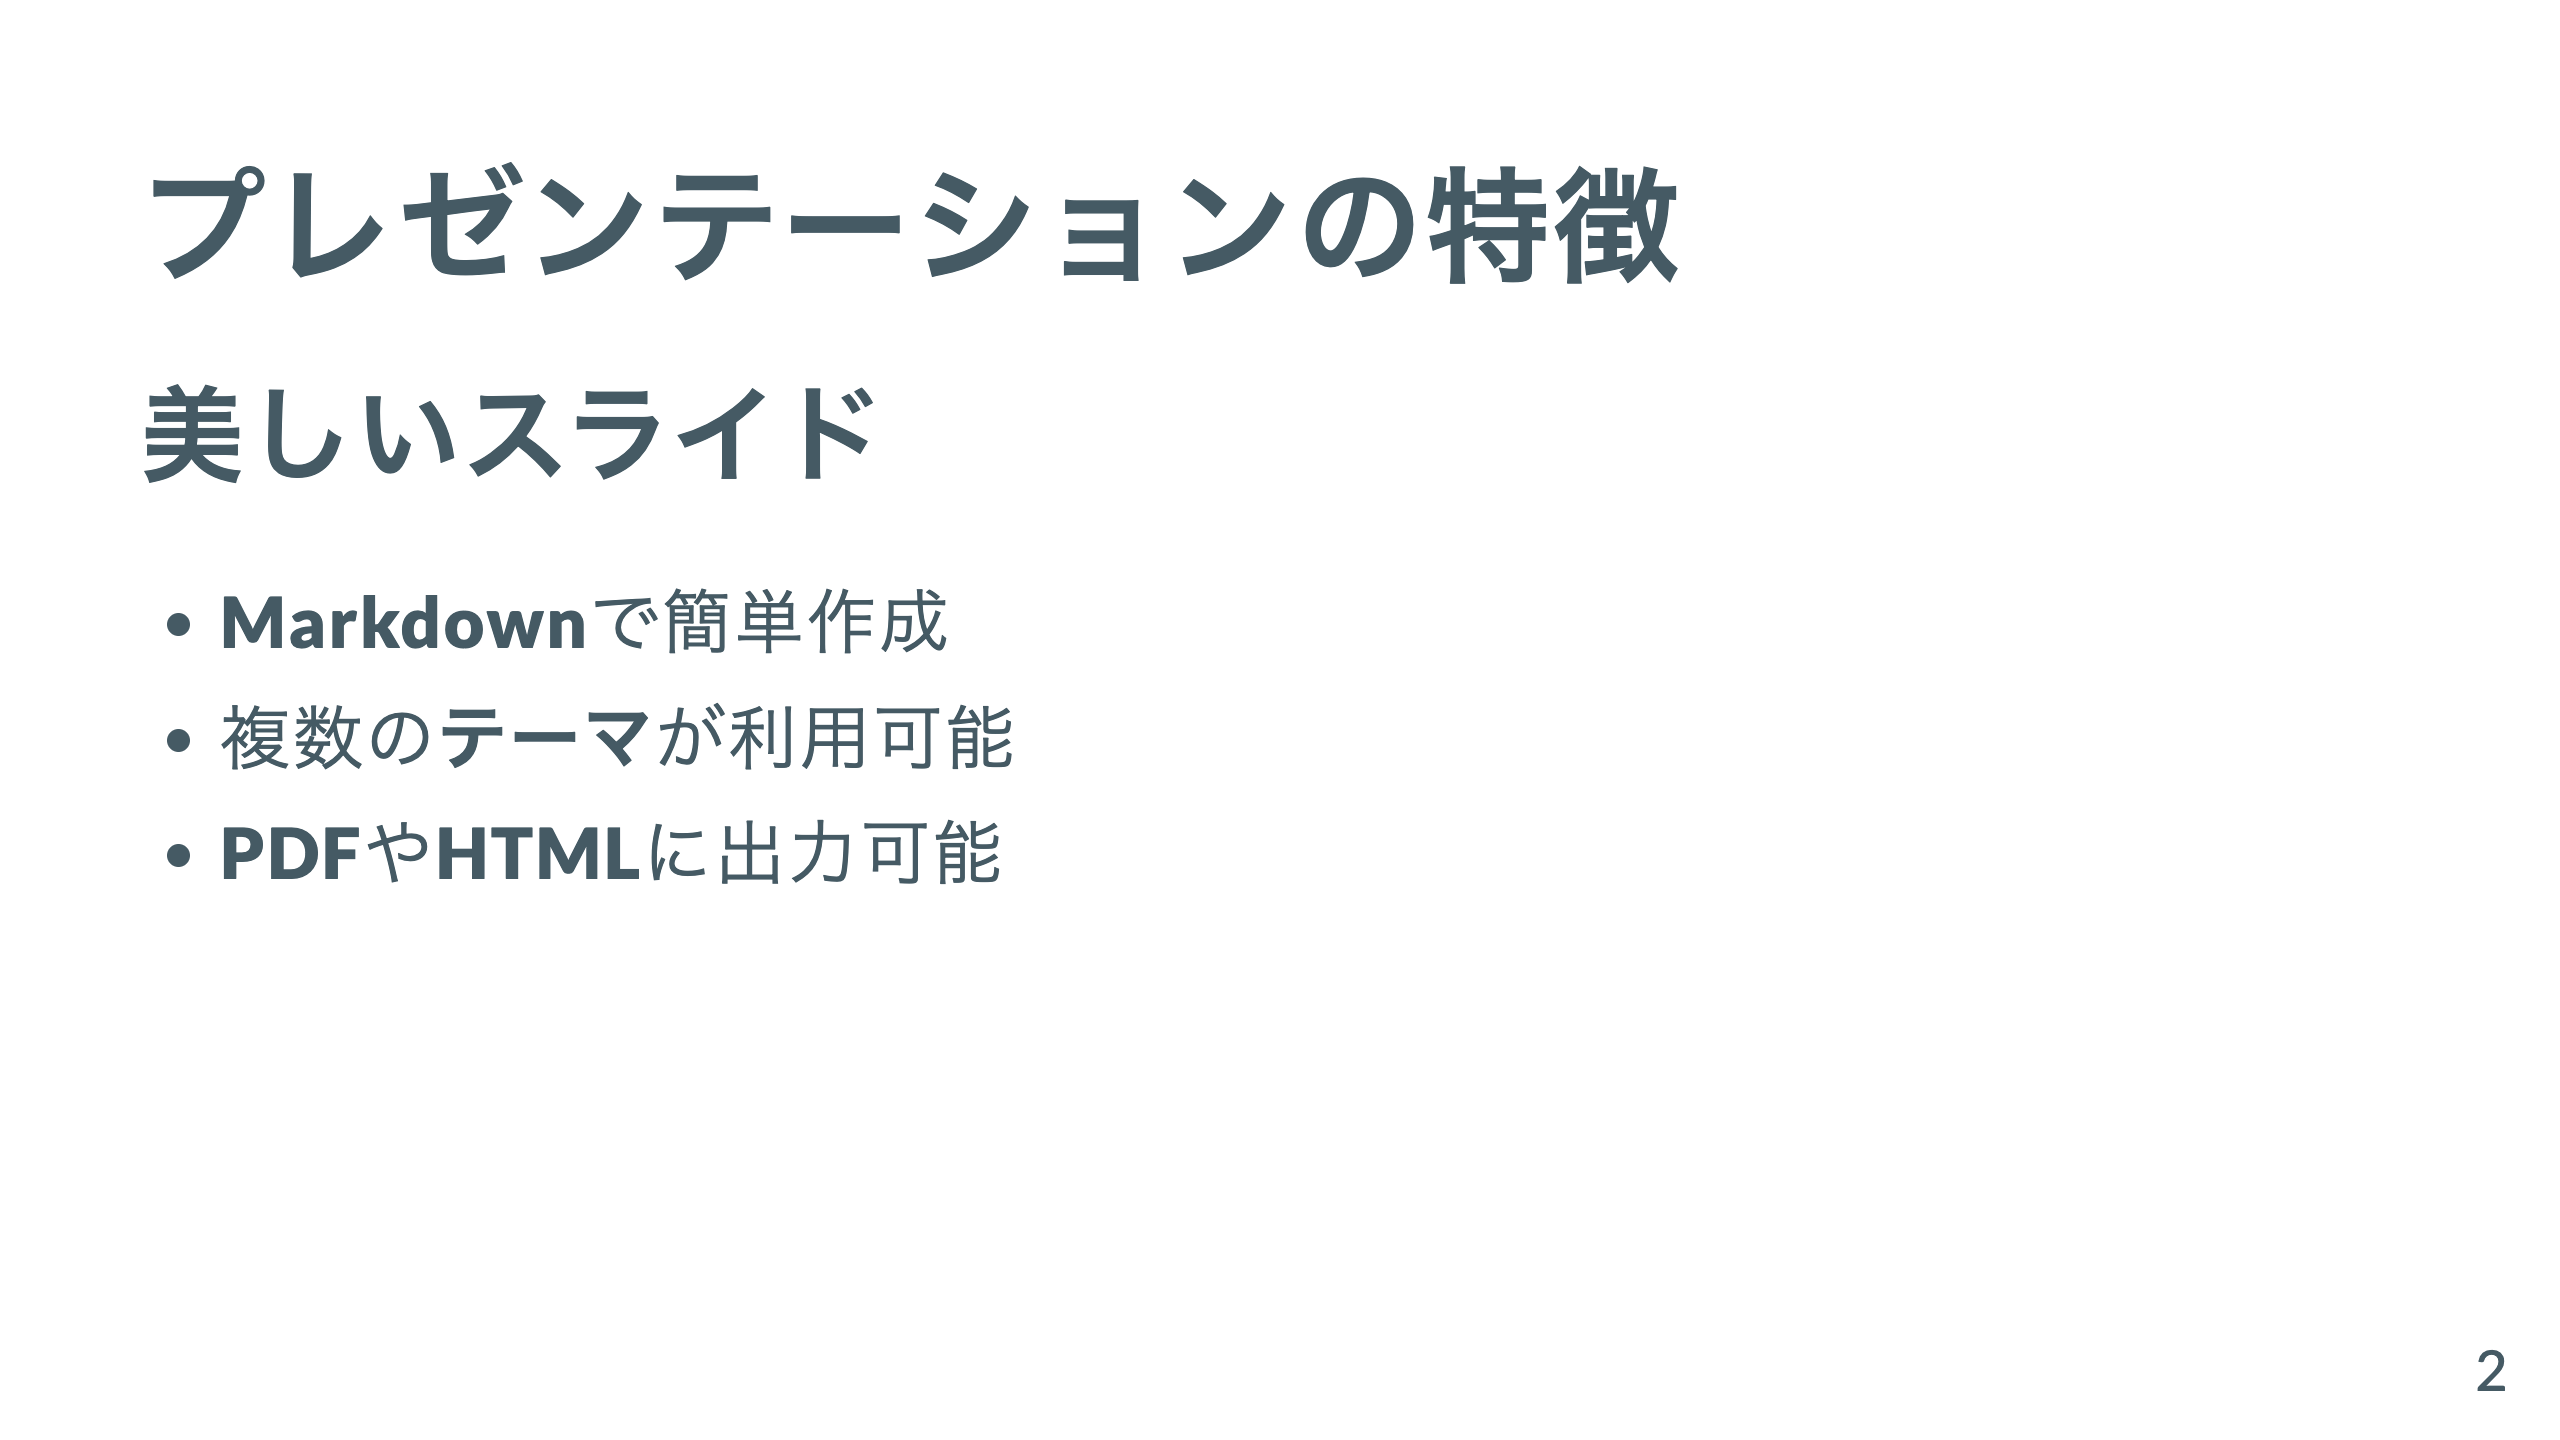 プレゼンテーションの特徴
美しいスライド
• Markdownで簡単作成
• 複数のテーマが利用可能
• PDFやHTMLに出力可能
2